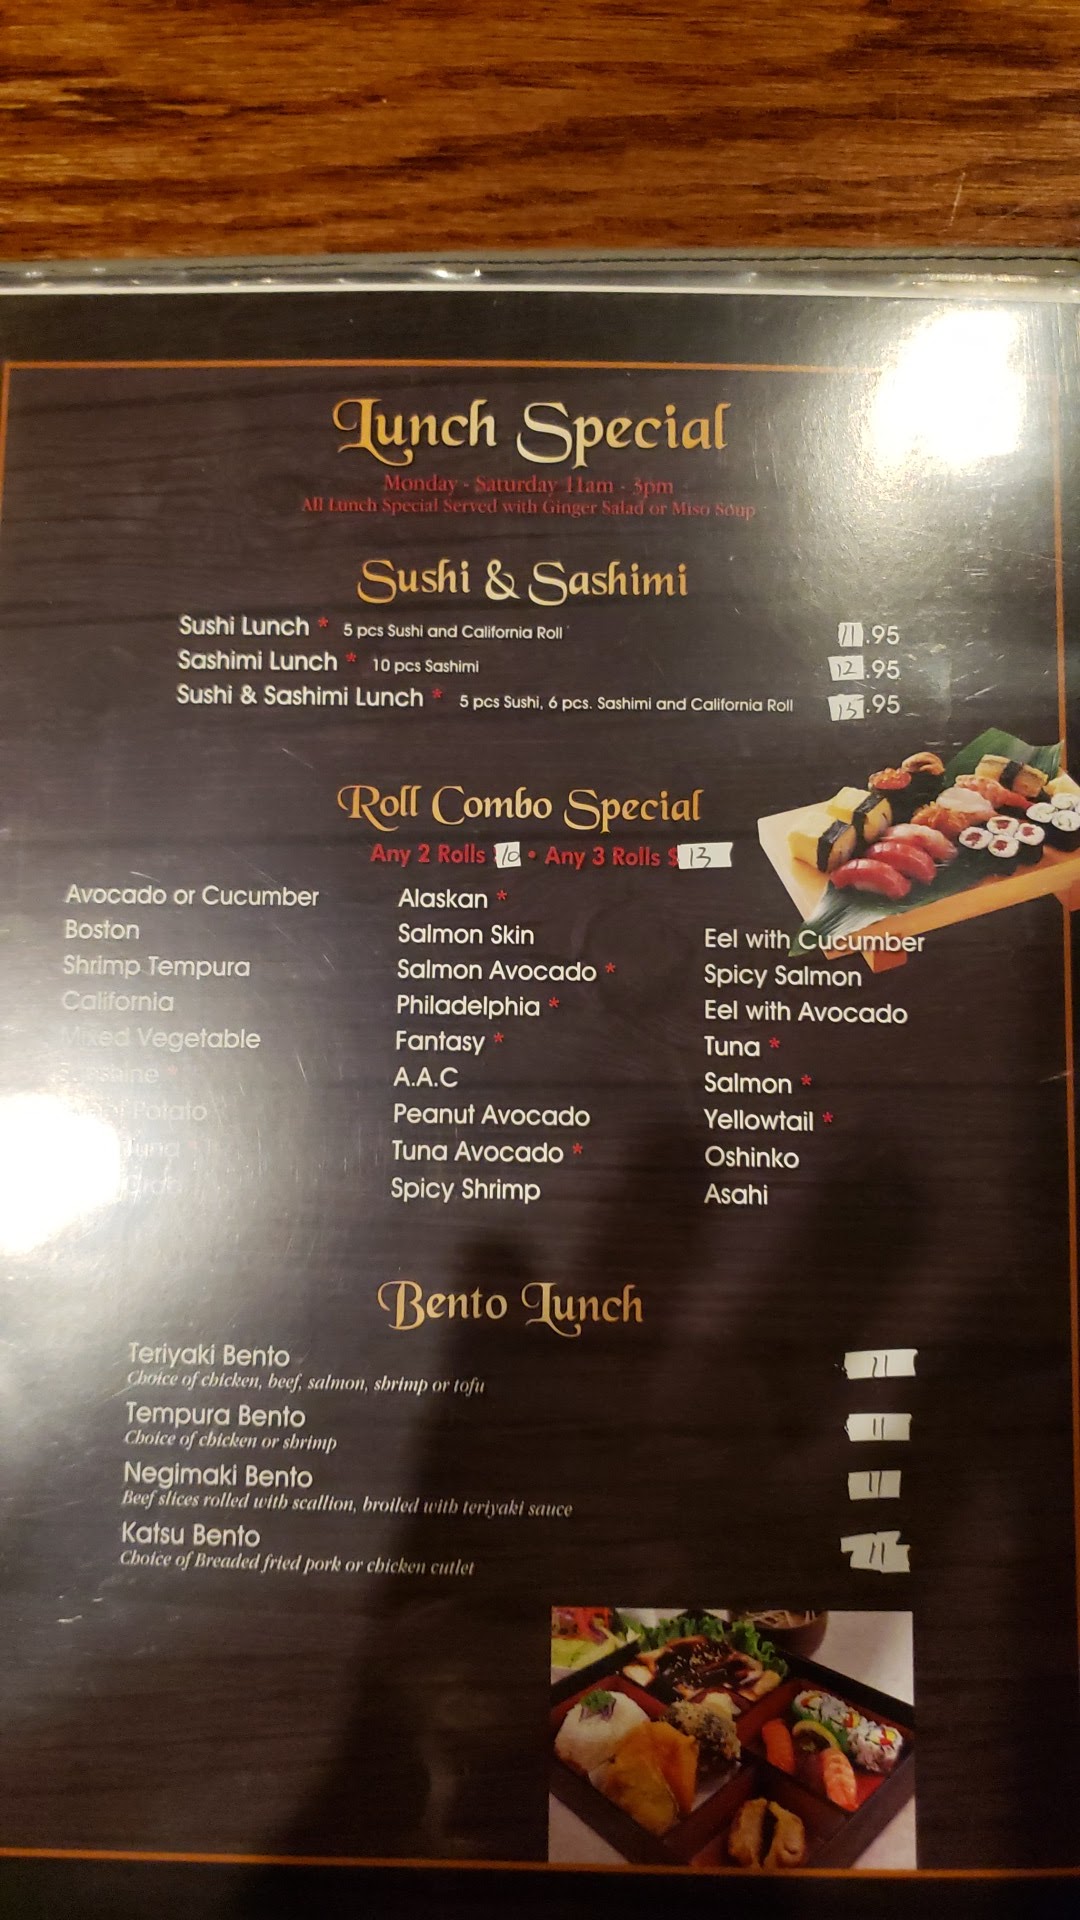 Lunch Special
Monday - Saturday 11am - 3pm
All Lunch Special Served with Ginger Salad or Miso Soup
Sushi & Sashimi
Sushi Lunch * 5 pcs Sushi and California Roll 11.95
Sashimi Lunch * 10 pcs Sashimi 12.95
Sushi & Sashimi Lunch * 5 pcs Sushi, 6 pcs. Sashimi and California Roll 15.95
Roll Combo Special
Any 2 Rolls 10 • Any 3 Rolls $13
Avocado or Cucumber
Boston
Shrimp Tempura
California
Mixed Vegetable
Sunshine *
Potato
Tuna
Alaskan *
Salmon Skin
Salmon Avocado *
Philadelphia *
Fantasy *
A.A.C
Peanut Avocado
Tuna Avocado *
Spicy Shrimp
Eel with Cucumber
Spicy Salmon
Eel with Avocado
Tuna *
Salmon *
Yellowtail *
Oshinko
Asahi
Bento Lunch
Teriyaki Bento 11
Choice of chicken, beef, salmon, shrimp or tofu
Tempura Bento 11
Choice of chicken or shrimp
Negimaki Bento 11
Beef slices rolled with scallion, broiled with teriyaki sauce
Katsu Bento 11
Choice of Breaded fried pork or chicken cutlet